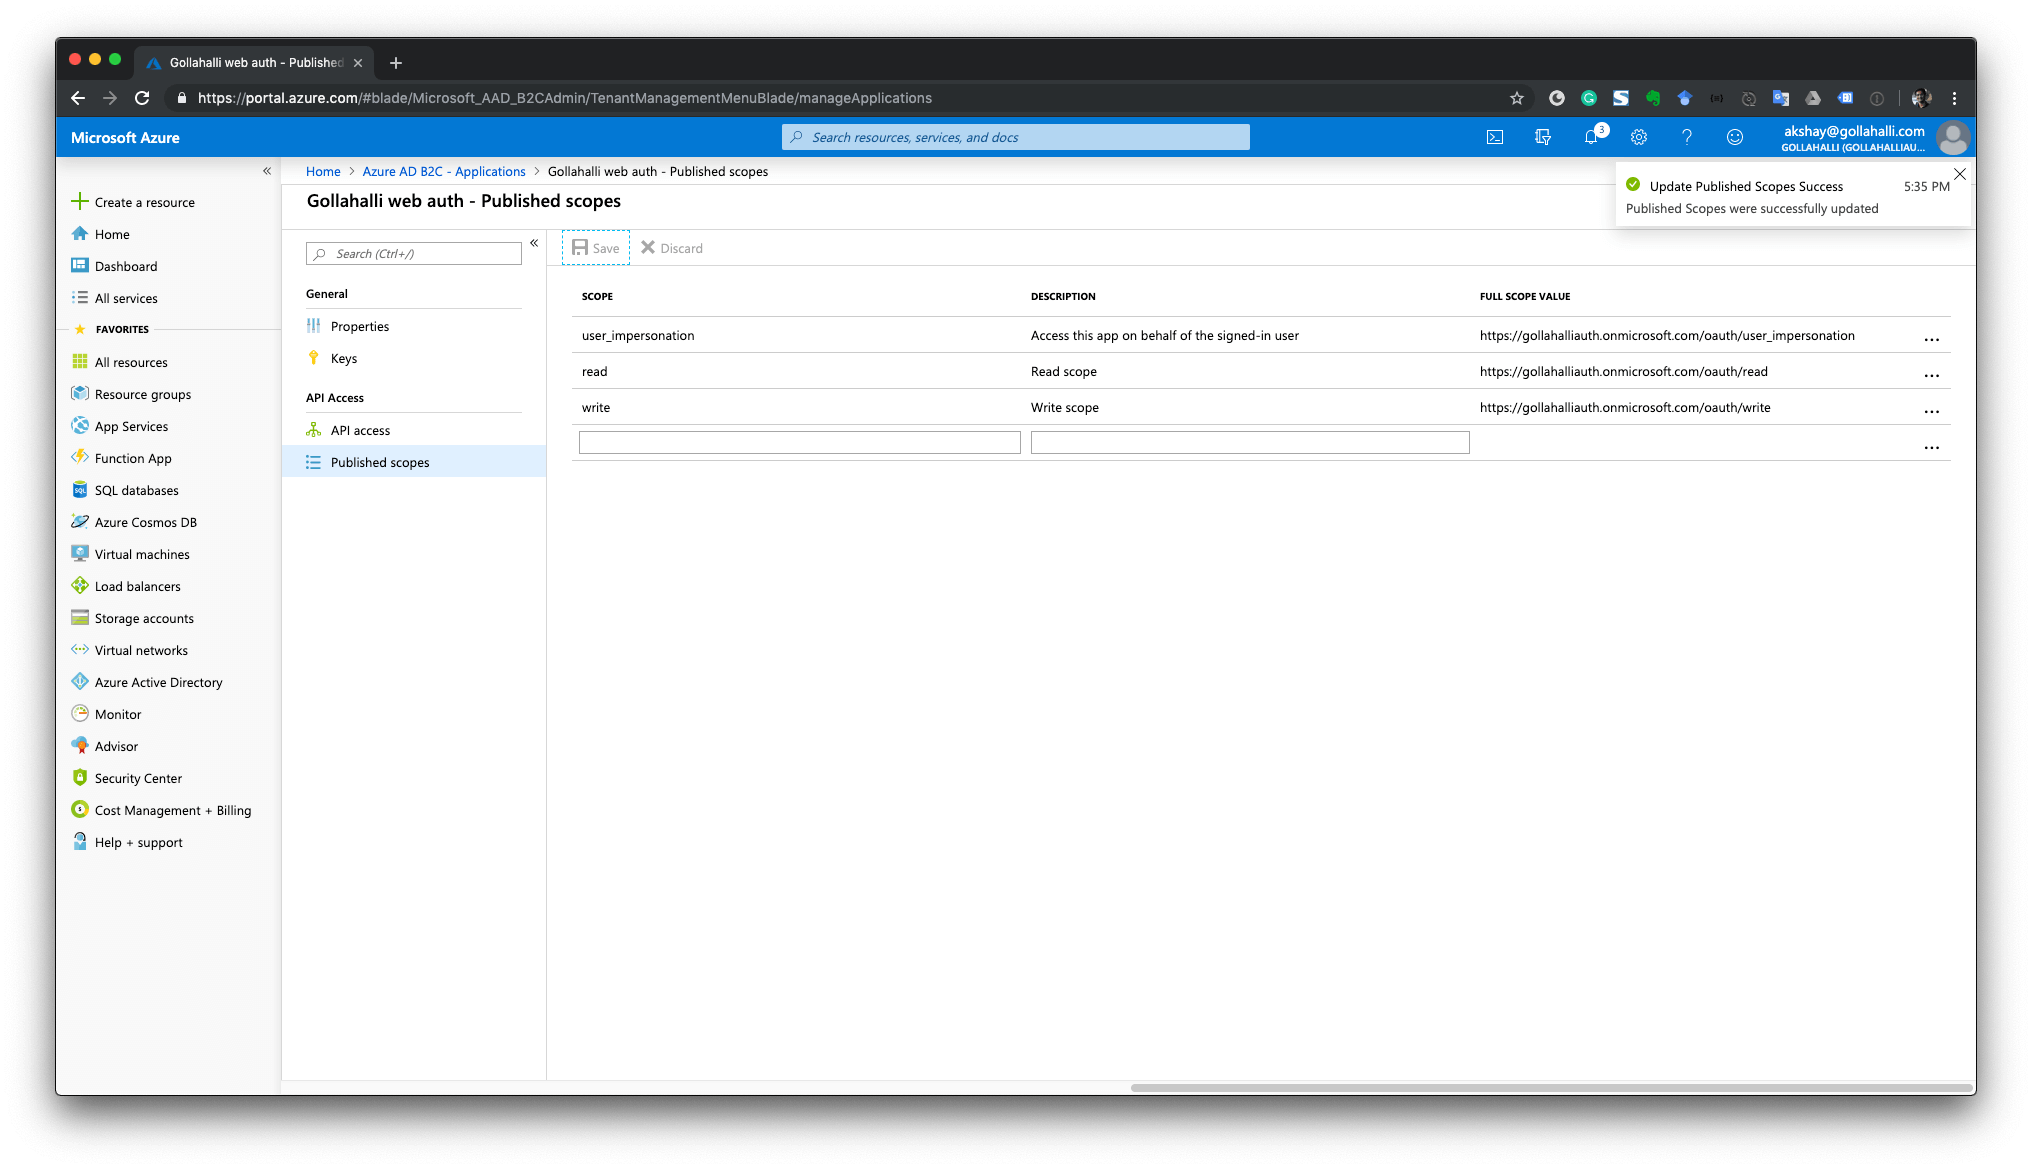 Gollahalli web auth - Published
https://portal.azure.com/#blade/Microsoft_AAD_B2CAdmin/TenantManagementMenuBlade/manageApplications
Microsoft Azure
Search resources, services, and docs
3
akshay@gollahalli.com
GOLLAHALLI (GOLLAHALLIAU...
Home > Azure AD B2C - Applications > Gollahalli web auth - Published scopes
Gollahalli web auth - Published scopes
Update Published Scopes Success 5:35 PM
Published Scopes were successfully updated
Create a resource
Home
Dashboard
All services
FAVORITES
All resources
Resource groups
App Services
Function App
SQL databases
Azure Cosmos DB
Virtual machines
Load balancers
Storage accounts
Virtual networks
Azure Active Directory
Monitor
Advisor
Security Center
Cost Management + Billing
Help + support
Search (Ctrl+/)
General
Properties
Keys
API Access
API access
Published scopes
Save Discard
SCOPE DESCRIPTION FULL SCOPE VALUE
user_impersonation Access this app on behalf of the signed-in user https://gollahalliauth.onmicrosoft.com/oauth/user_impersonation ...
read Read scope https://gollahalliauth.onmicrosoft.com/oauth/read ...
write Write scope https://gollahalliauth.onmicrosoft.com/oauth/write ...
...